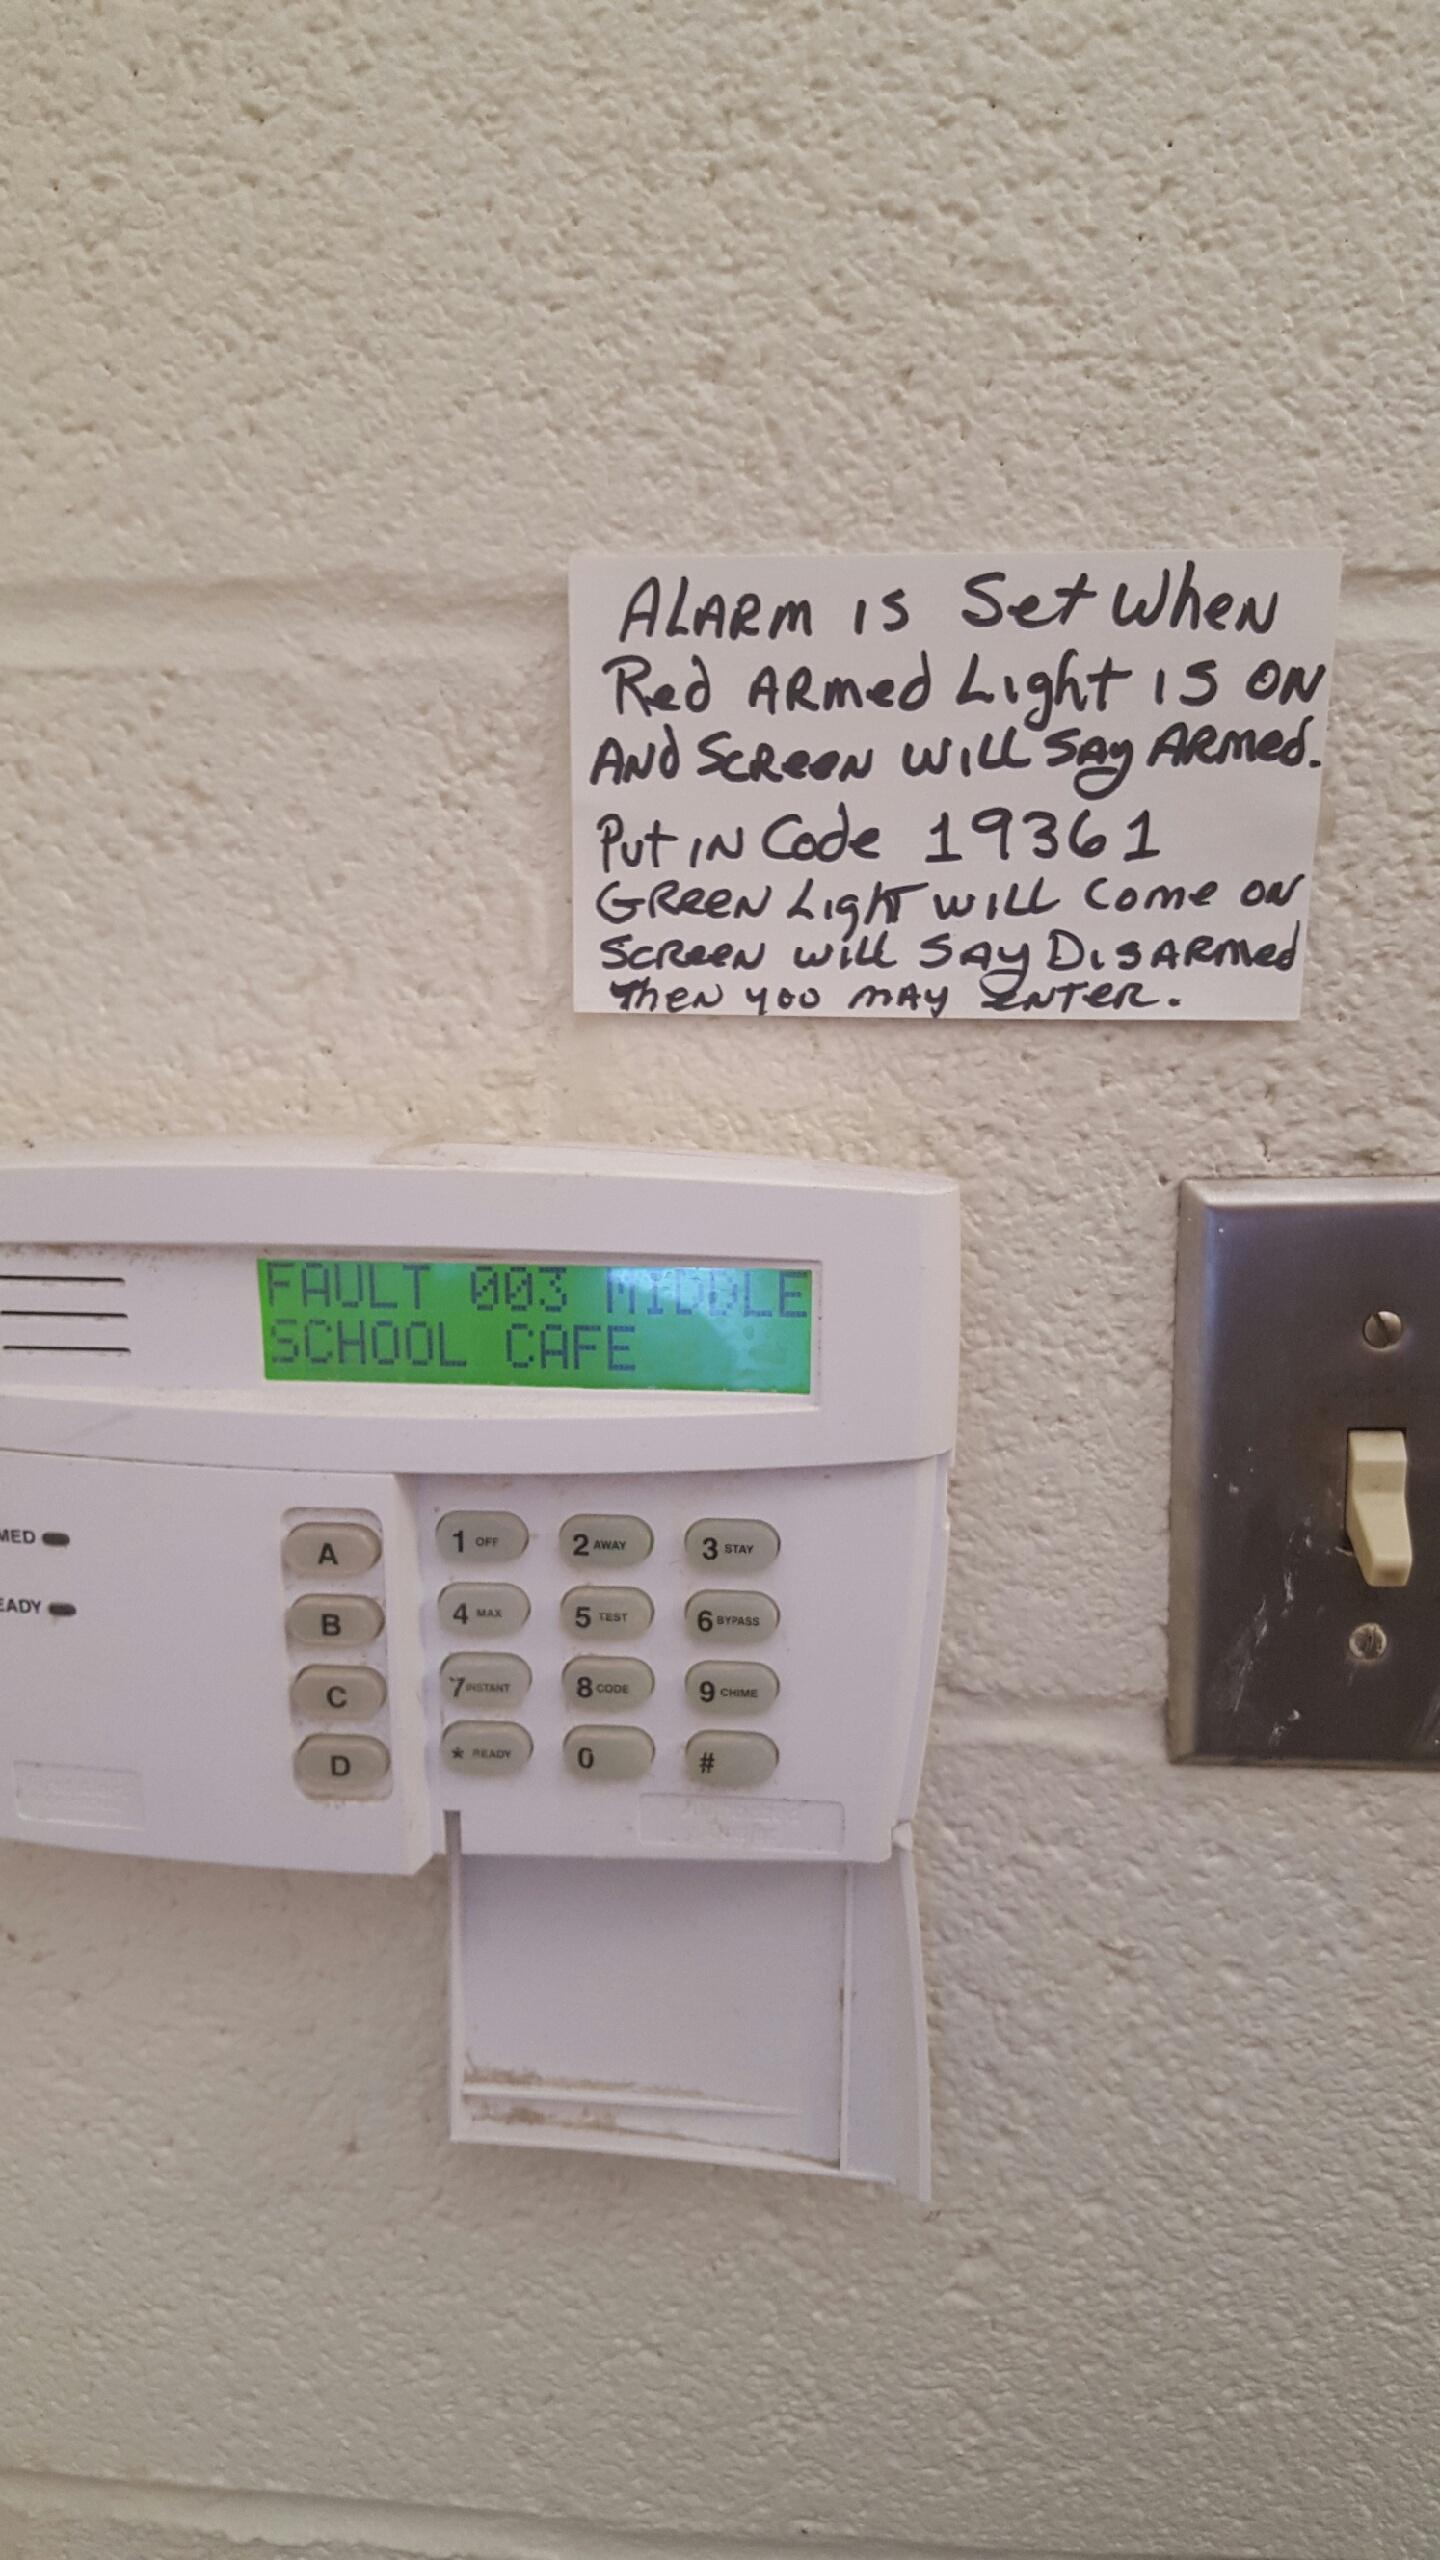 ALARM IS Set WheN
Red ARmed Light IS ON
ANd ScReeN will SAy ARmed.
Put IN Code 19361
GReeN Light will come ON
ScReeN will SAy DisARmed
TheN you mAy eNTeR.
FAULT 003 MIDDLE
SCHOOL CAFE
MED
EADY
A
B
C
D
1 OFF 2 AWAY 3 STAY
4 MAX 5 TEST 6 BYPASS
7 INSTANT 8 CODE 9 CHIME
* READY 0 #